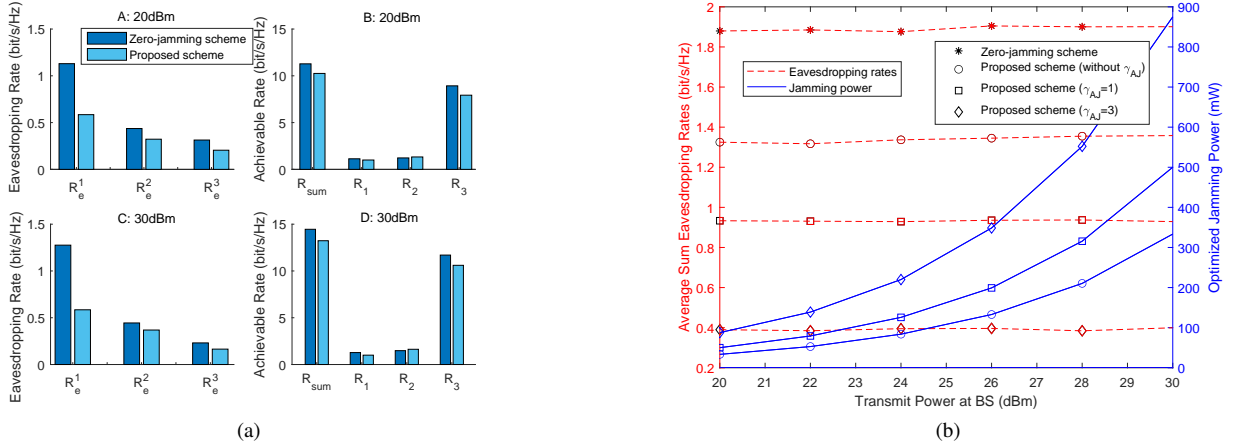 A: 20dBm
Eavesdropping Rate (bit/s/Hz)
1.5
1
0.5
0
Zero-jamming scheme
Proposed scheme
R_e^1
R_e^2
R_e^3
B: 20dBm
Achievable Rate (bit/s/Hz)
15
10
5
0
R_sum
R_1
R_2
R_3
C: 30dBm
Eavesdropping Rate (bit/s/Hz)
1.5
1
0.5
0
R_e^1
R_e^2
R_e^3
D: 30dBm
Achievable Rate (bit/s/Hz)
15
10
5
0
R_sum
R_1
R_2
R_3
(a)
Average Sum Eavesdropping Rates (bit/s/Hz)
2
1.8
1.6
1.4
1.2
1
0.8
0.6
0.4
0.2
Eavesdropping rates
Jamming power
Zero-jamming scheme
Proposed scheme (without γ_AJ)
Proposed scheme (γ_AJ=1)
Proposed scheme (γ_AJ=3)
900
800
700
600
500
400
300
200
100
0
Optimized Jamming Power (mW)
20 21 22 23 24 25 26 27 28 29 30
Transmit Power at BS (dBm)
(b)